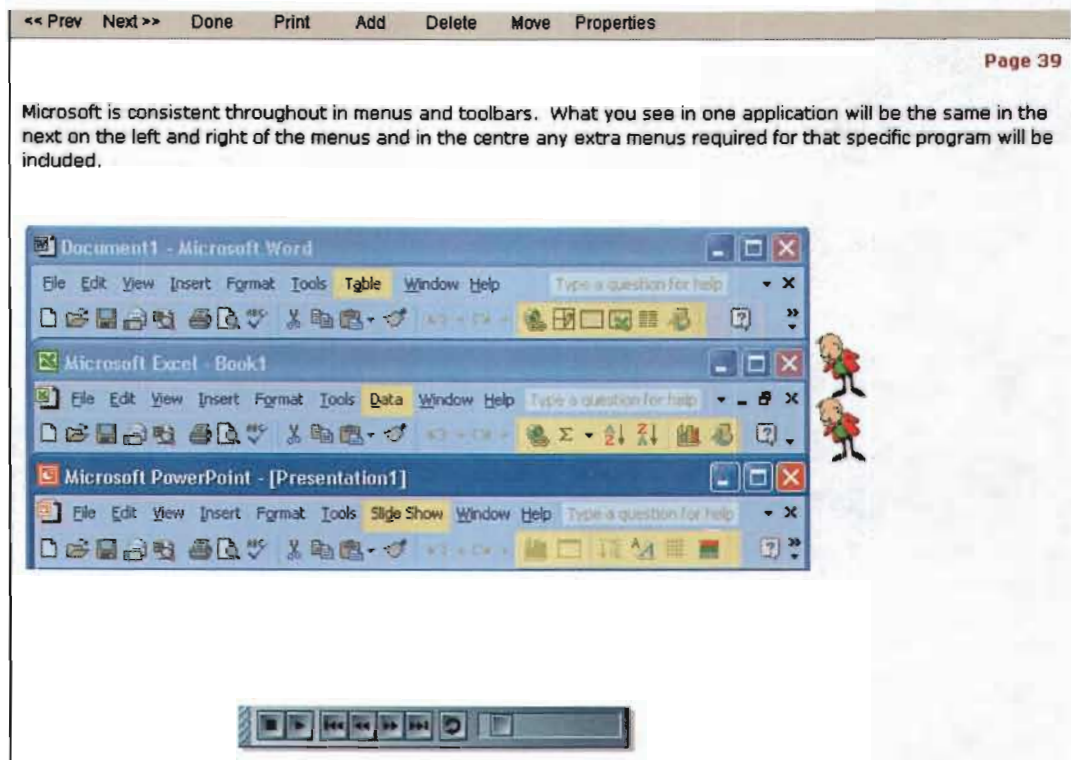 << Prev Next >> Done Print Add Delete Move Properties
Page 39
Microsoft is consistent throughout in menus and toolbars. What you see in one application will be the same in the
next on the left and right of the menus and in the centre any extra menus required for that specific program will be
included.
Document1 - Microsoft Word
File Edit View Insert Format Tools Table Window Help Type a question for help
Microsoft Excel - Book1
File Edit View Insert Format Tools Data Window Help Type a question for help
Microsoft PowerPoint - [Presentation1]
File Edit View Insert Format Tools Slide Show Window Help Type a question for help